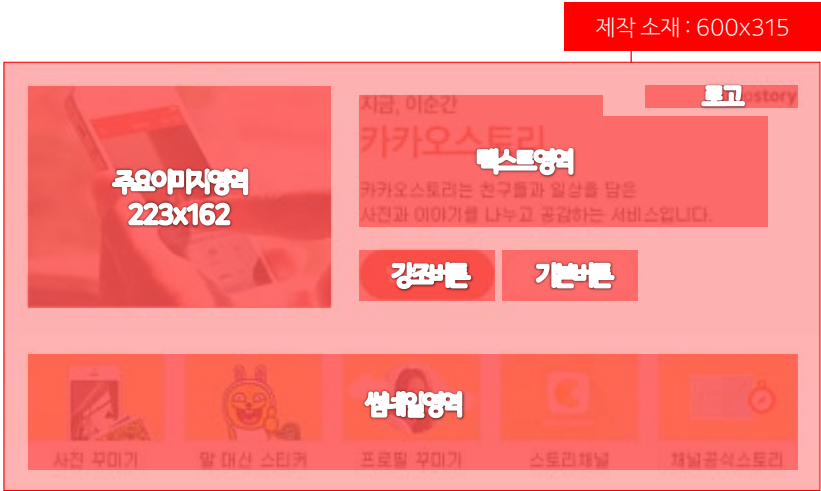 제작 소재 : 600x315
로고
story
지금, 이순간
카카오스토리
텍스트영역
카카오스토리는 친구들과 일상을 담은
사진과 이야기를 나누고 공감하는 서비스입니다.
주요이미지영역
223x162
강조버튼
기본버튼
썸네일영역
사진 꾸미기
말 대신 스티커
프로필 꾸미기
스토리채널
채널공식스토리